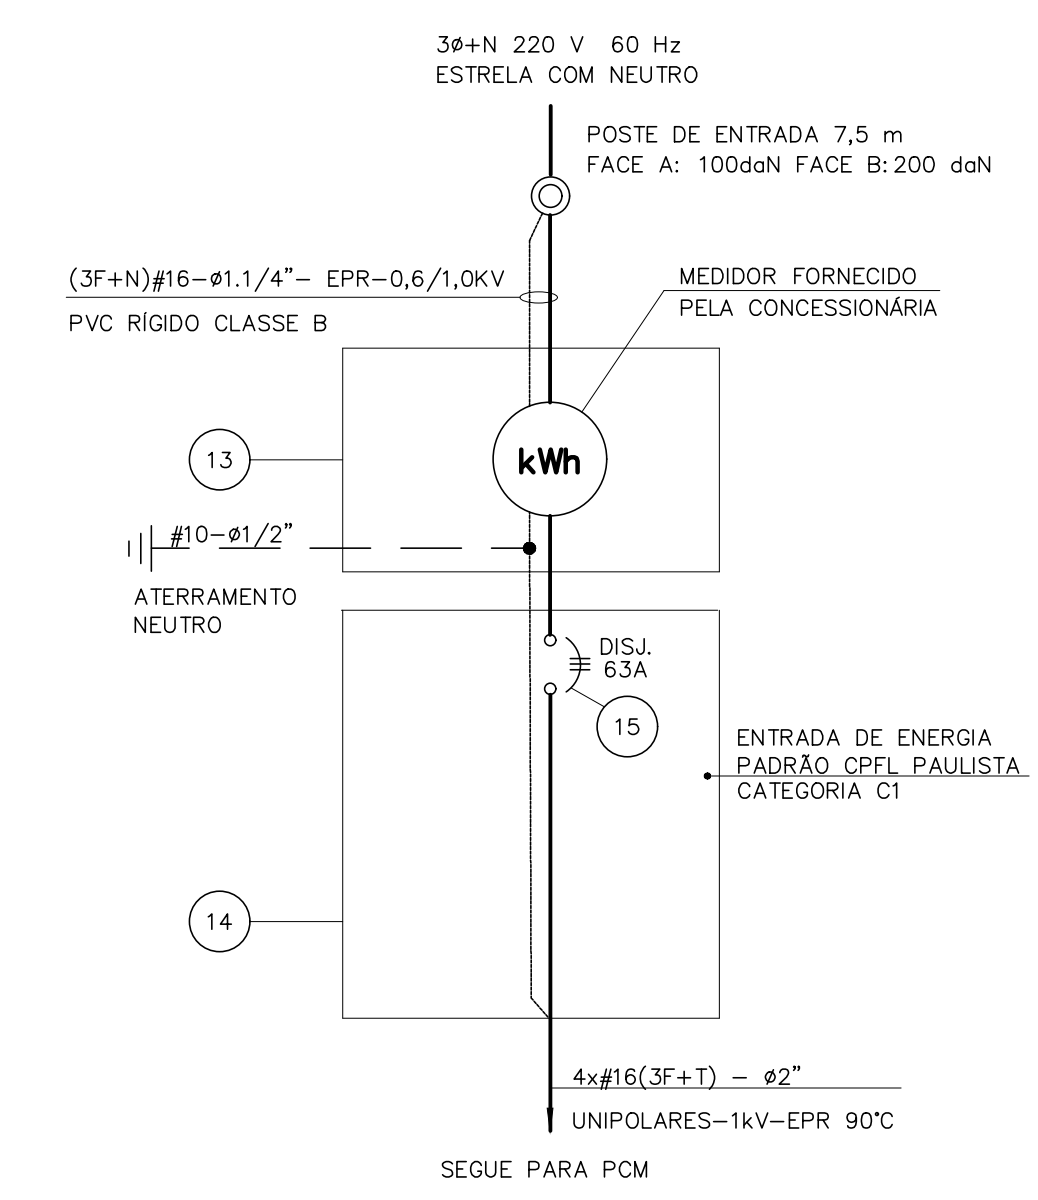 3ø+N 220 V 60 Hz
ESTRELA COM NEUTRO
POSTE DE ENTRADA 7,5 m
FACE A: 100daN FACE B: 200 daN
(3F+N)#16-ø1.1/4"- EPR-0,6/1,0KV
PVC RÍGIDO CLASSE B
MEDIDOR FORNECIDO
PELA CONCESSIONÁRIA
13
kWh
#10-ø1/2"
ATERRAMENTO
NEUTRO
DISJ.
63A
15
ENTRADA DE ENERGIA
PADRÃO CPFL PAULISTA
CATEGORIA C1
14
4x#16(3F+T) - ø2"
UNIPOLARES-1kV-EPR 90°C
SEGUE PARA PCM